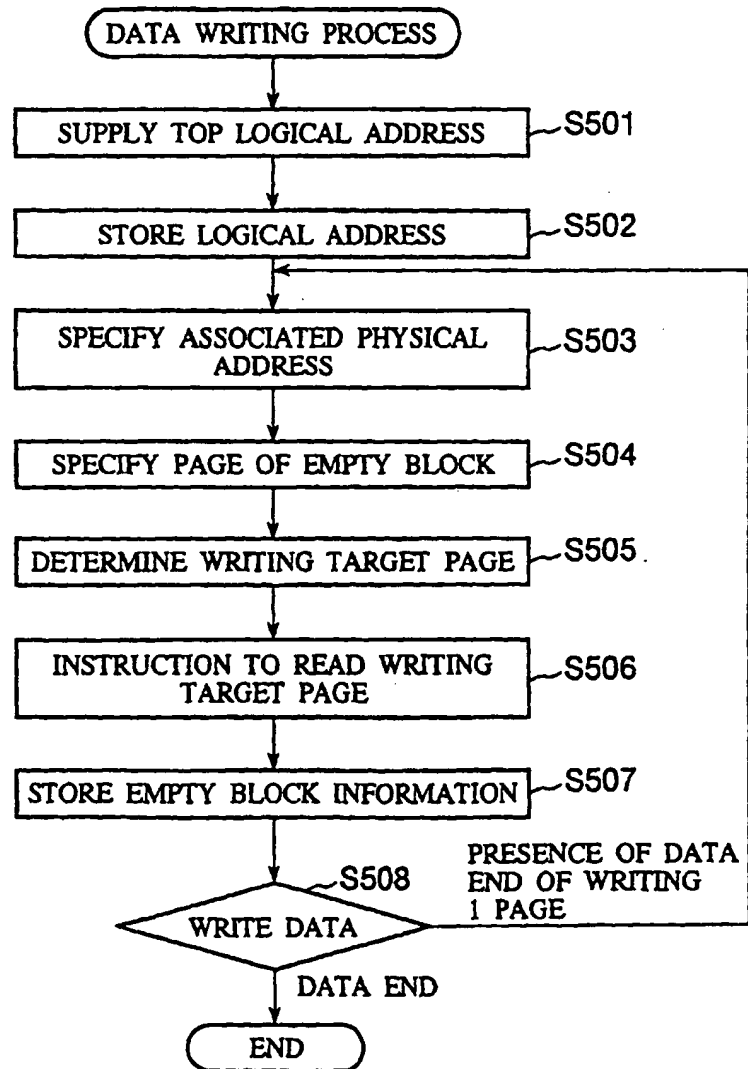 DATA WRITING PROCESS
SUPPLY TOP LOGICAL ADDRESS
S501
STORE LOGICAL ADDRESS
S502
SPECIFY ASSOCIATED PHYSICAL
ADDRESS
S503
SPECIFY PAGE OF EMPTY BLOCK
S504
DETERMINE WRITING TARGET PAGE
S505
INSTRUCTION TO READ WRITING
TARGET PAGE
S506
STORE EMPTY BLOCK INFORMATION
S507
S508
WRITE DATA
PRESENCE OF DATA
END OF WRITING
1 PAGE
DATA END
END